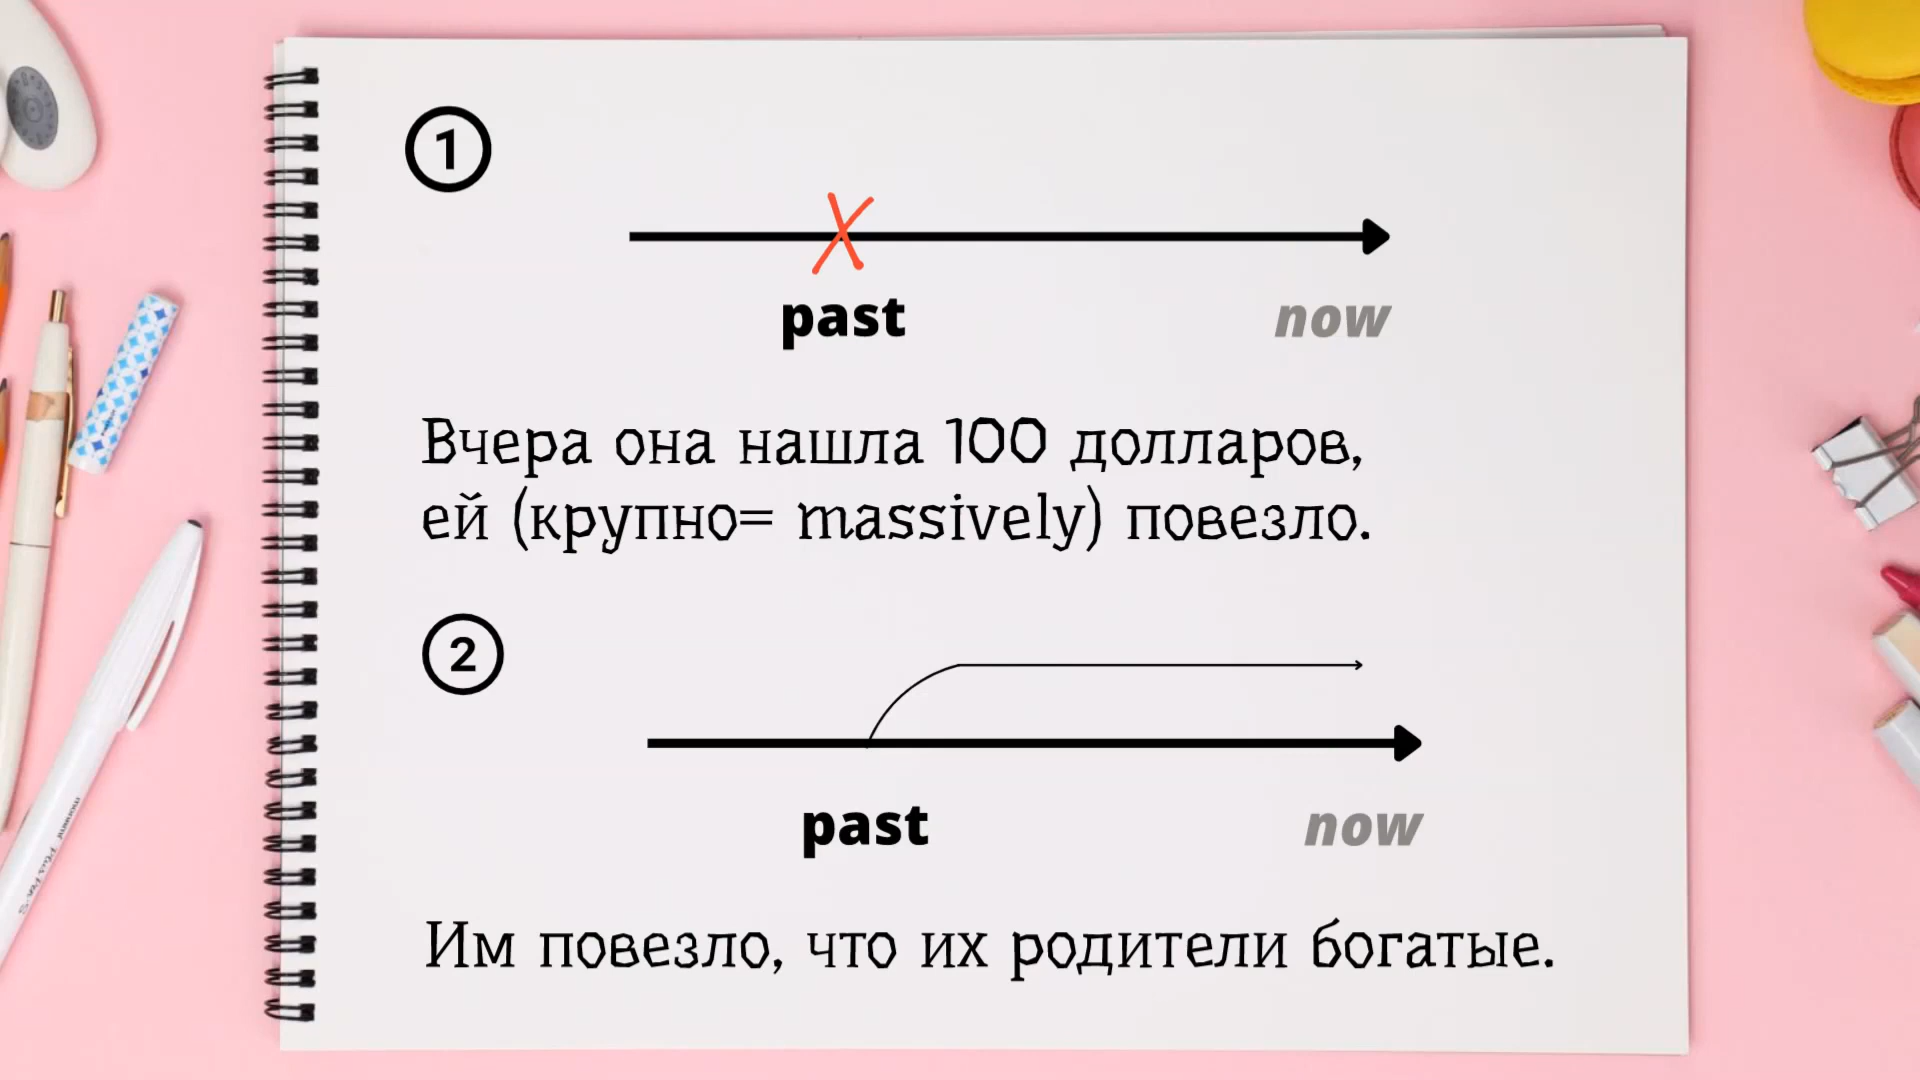 1
past now
Вчера она нашла 100 долларов,
ей (крупно= massively) повезло.
2
past now
Им повезло, что их родители богатые.